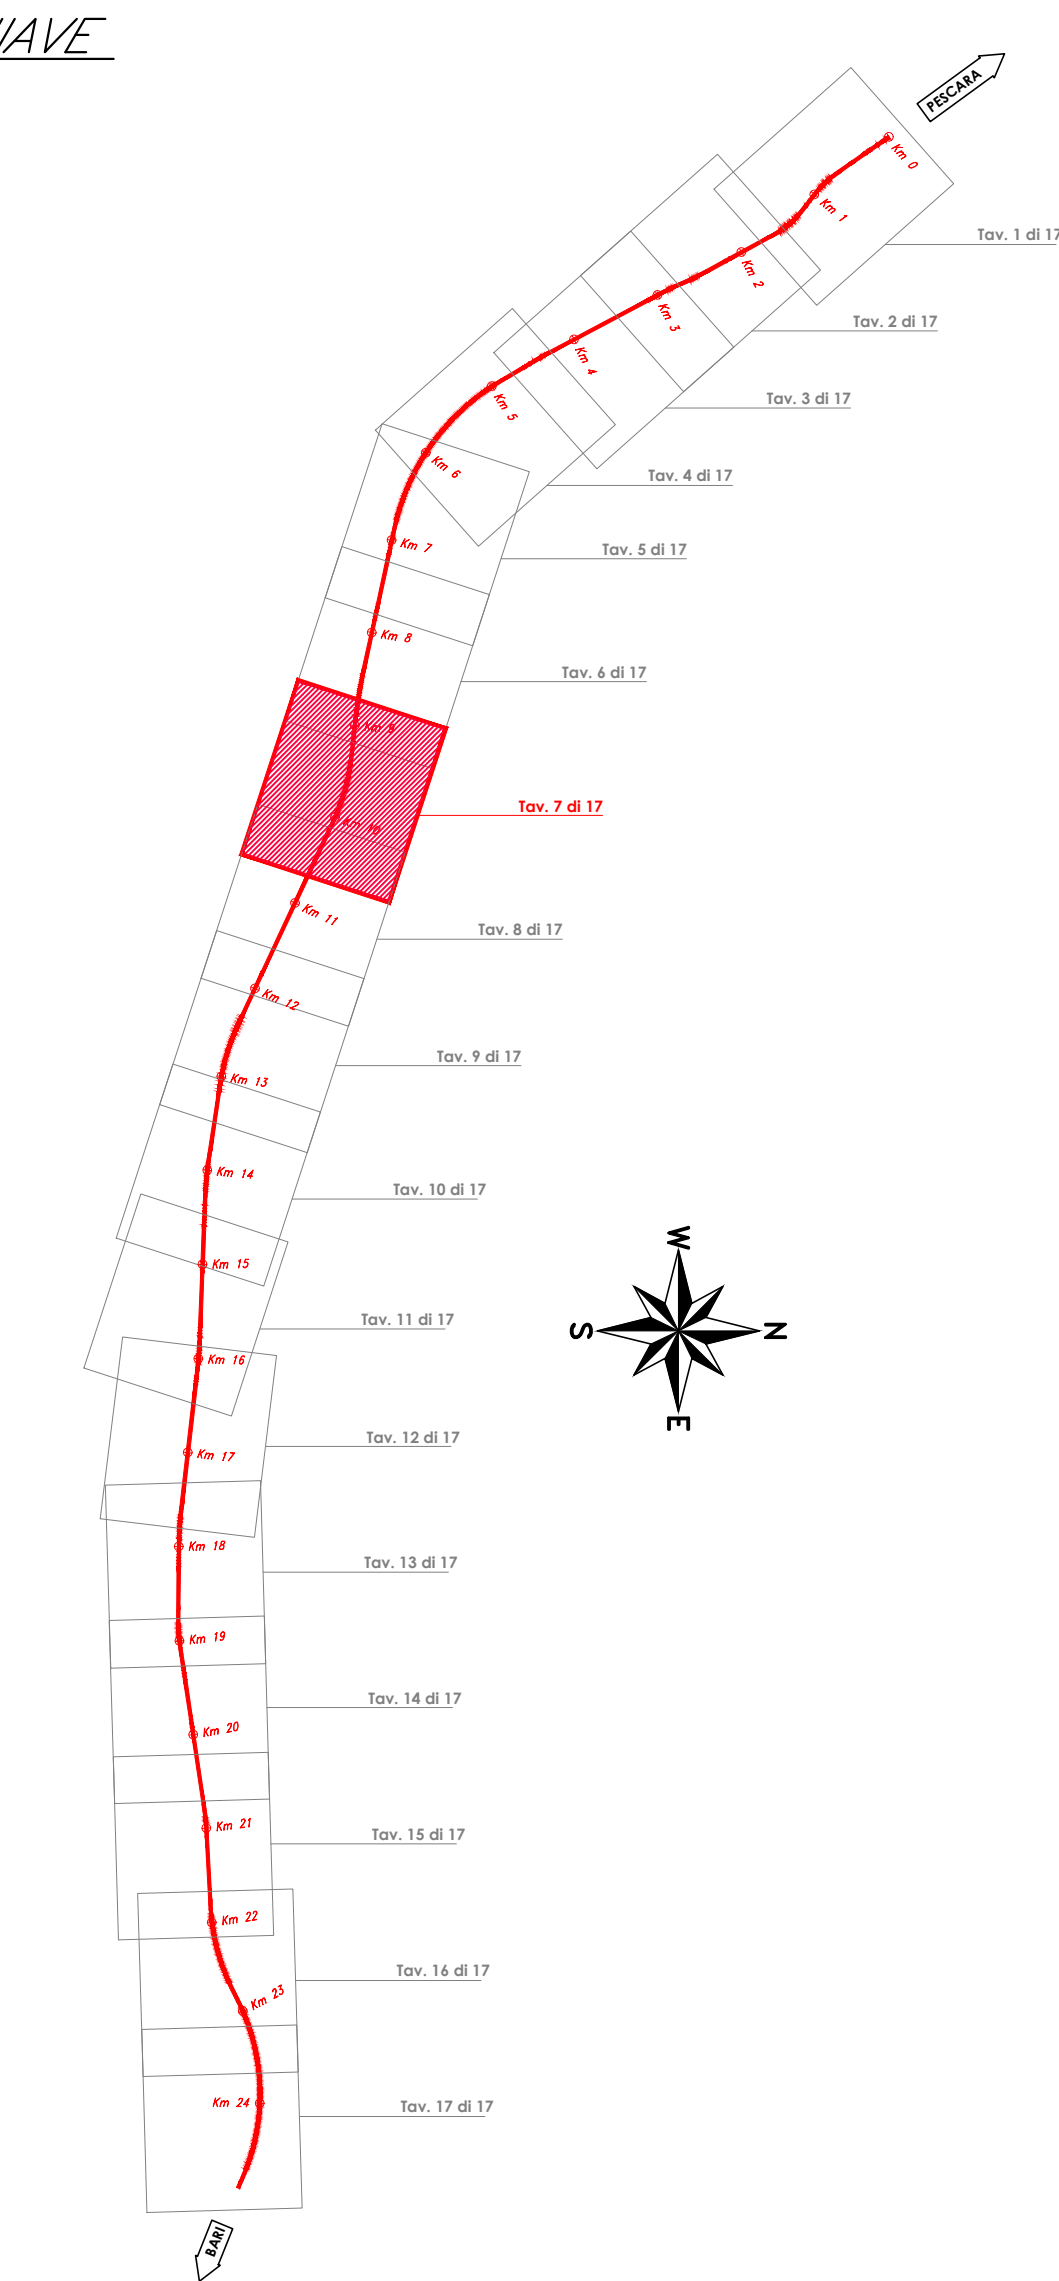 PESCARA
Km 0
Km 1
Tav. 1 di 17
Km 2
Km 3
Tav. 2 di 17
Km 4
Km 5
Tav. 3 di 17
Km 6
Tav. 4 di 17
Km 7
Tav. 5 di 17
Km 8
Tav. 6 di 17
Km 9
Tav. 7 di 17
Km 10
Km 11
Tav. 8 di 17
Km 12
Tav. 9 di 17
Km 13
Km 14
Tav. 10 di 17
Km 15
W
N
S
E
Tav. 11 di 17
Km 16
Tav. 12 di 17
Km 17
Km 18
Tav. 13 di 17
Km 19
Tav. 14 di 17
Km 20
Km 21
Tav. 15 di 17
Km 22
Tav. 16 di 17
Km 23
Km 24
Tav. 17 di 17
BARI